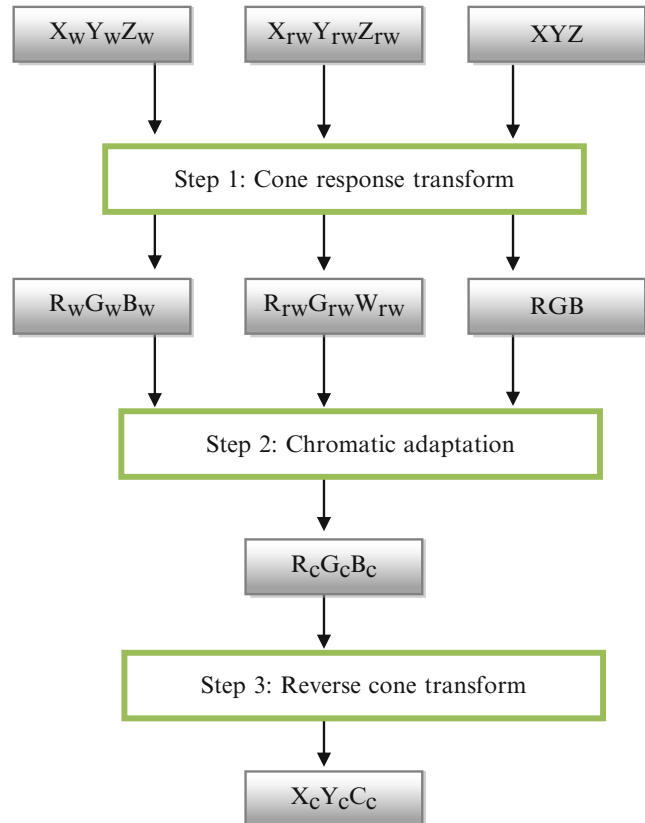 XwYwZw
XrwYrwZrw
XYZ
Step 1: Cone response transform
RwGwBw
RrwGrwWrw
RGB
Step 2: Chromatic adaptation
RcGcBc
Step 3: Reverse cone transform
XcYcCc